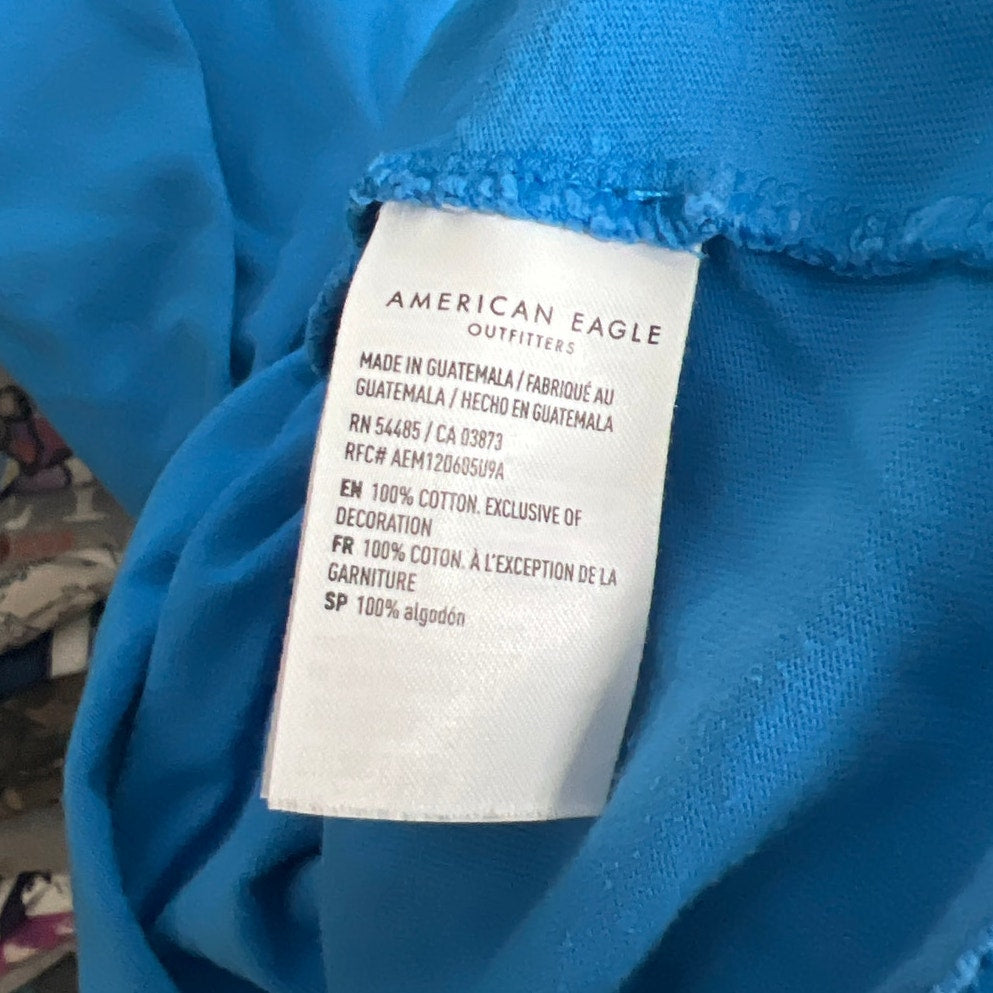 AMERICAN EAGLE
OUTFITTERS
MADE IN GUATEMALA / FABRIQUÉ AU
GUATEMALA / HECHO EN GUATEMALA
RN 54485 / CA 03873
RFC# AEM120605U9A
EN 100% COTTON. EXCLUSIVE OF
DECORATION
FR 100% COTON. À L'EXCEPTION DE LA
GARNITURE
SP 100% algodón